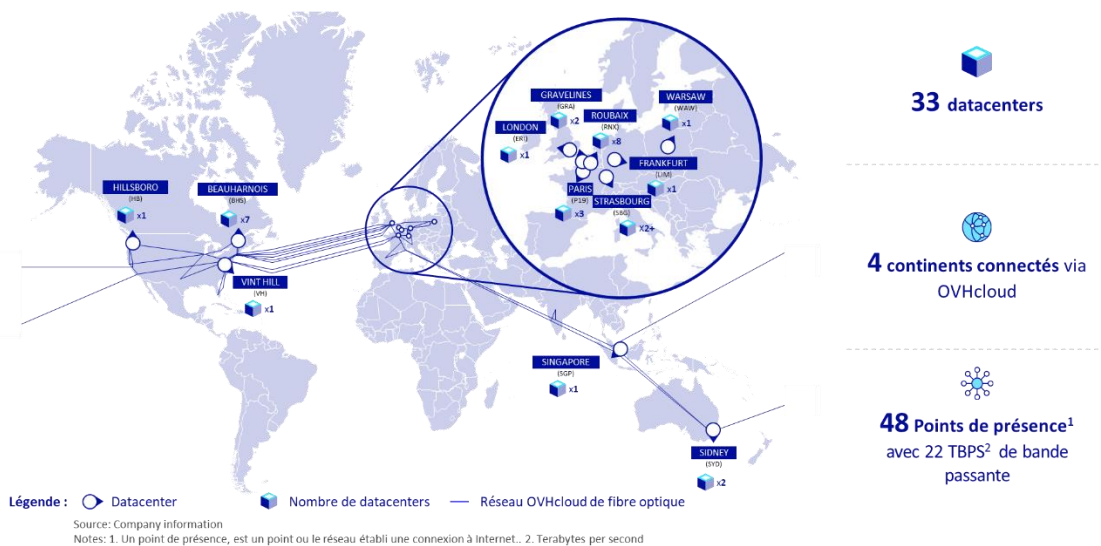 GRAVELINES
(GRA)
x2
WARSAW
(WAW)
x1
ROUBAIX
(RNX)
x8
LONDON
(ERI)
x1
FRANKFURT
(LIM)
x1
PARIS
(P19)
x3
STRASBOURG
(SBG)
x2+
HILLSBORO
(HB)
x1
BEAUHARNOIS
(BHS)
x7
VINT HILL
(VH)
x1
SINGAPORE
(SGP)
x1
SIDNEY
(SYD)
x2
33 datacenters
4 continents connectés via
OVHcloud
48 Points de présence1
avec 22 TBPS2 de bande
passante
Légende : Datacenter Nombre de datacenters Réseau OVHcloud de fibre optique
Source: Company information
Notes: 1. Un point de présence, est un point ou le réseau établi une connexion à Internet.. 2. Terabytes per second